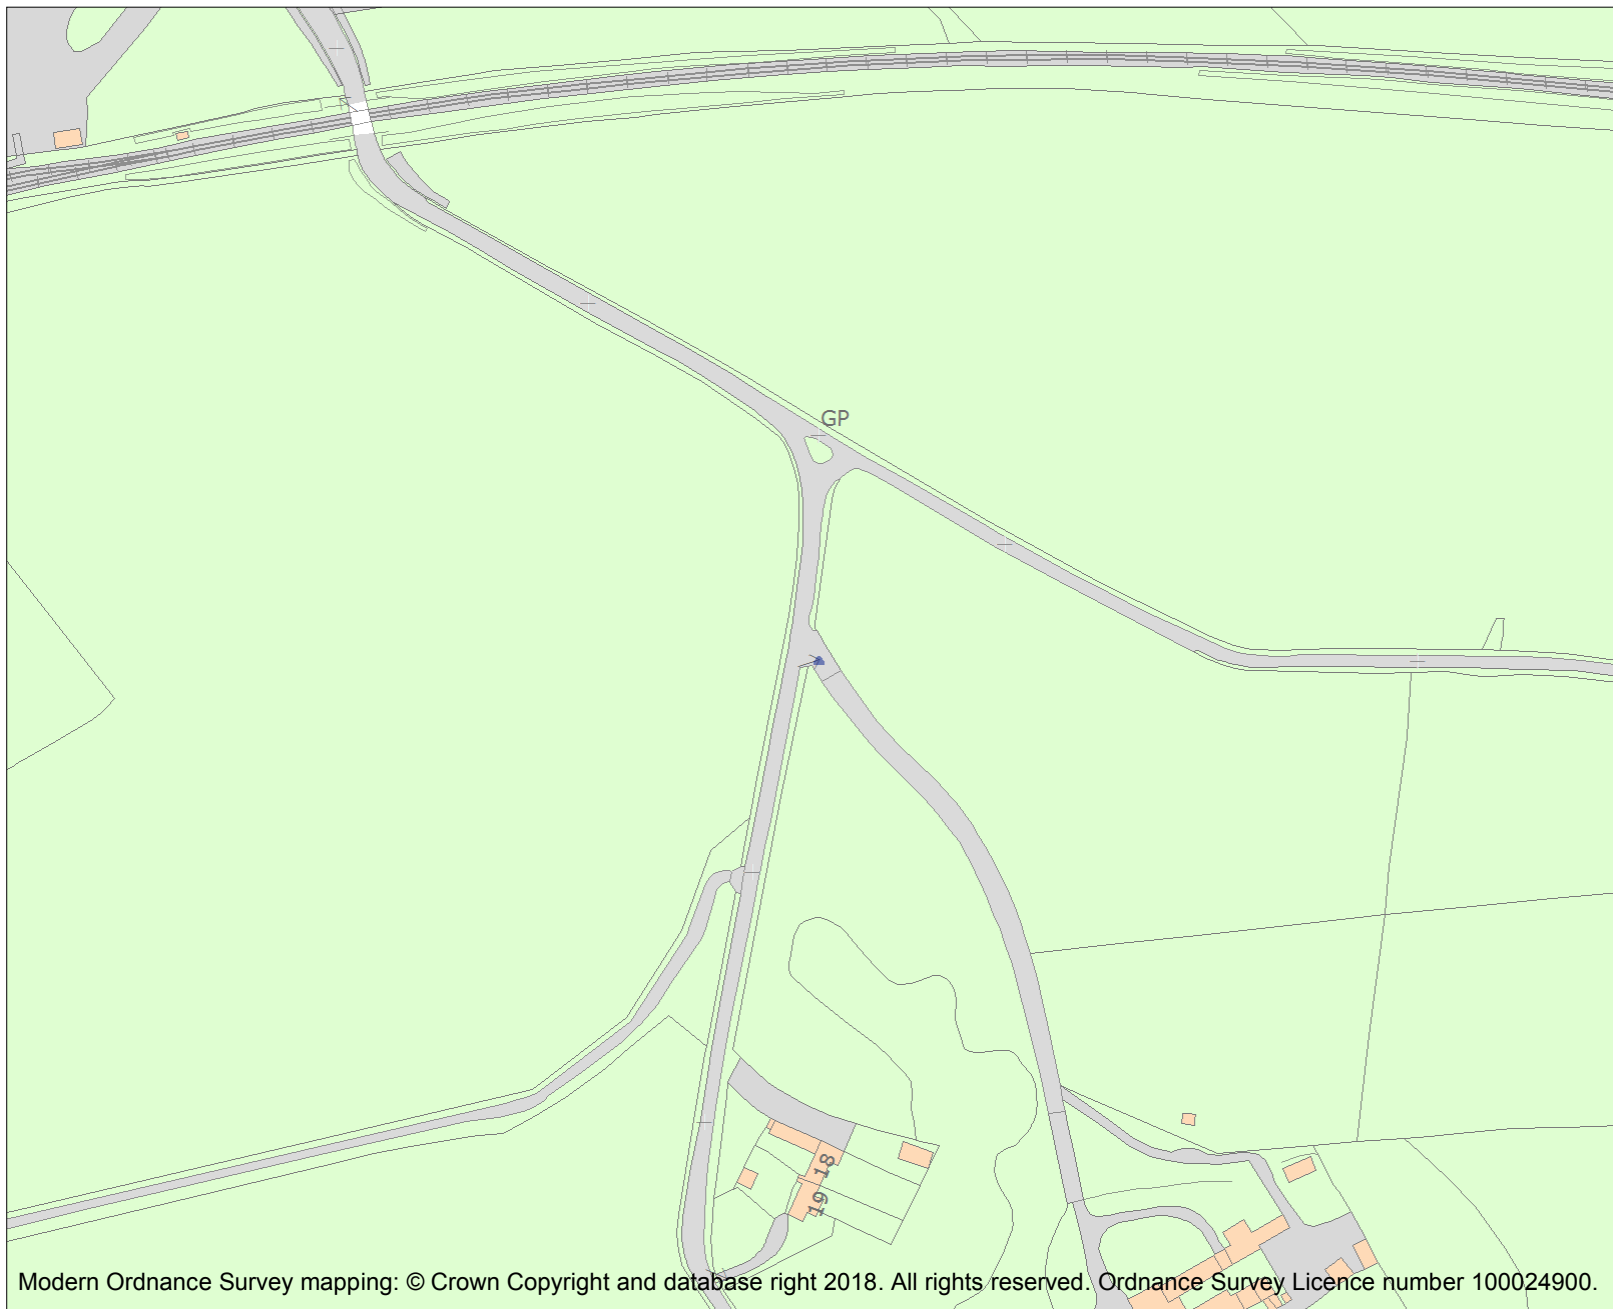 GP
18
19
Modern Ordnance Survey mapping: © Crown Copyright and database right 2018. All rights reserved. Ordnance Survey Licence number 100024900.